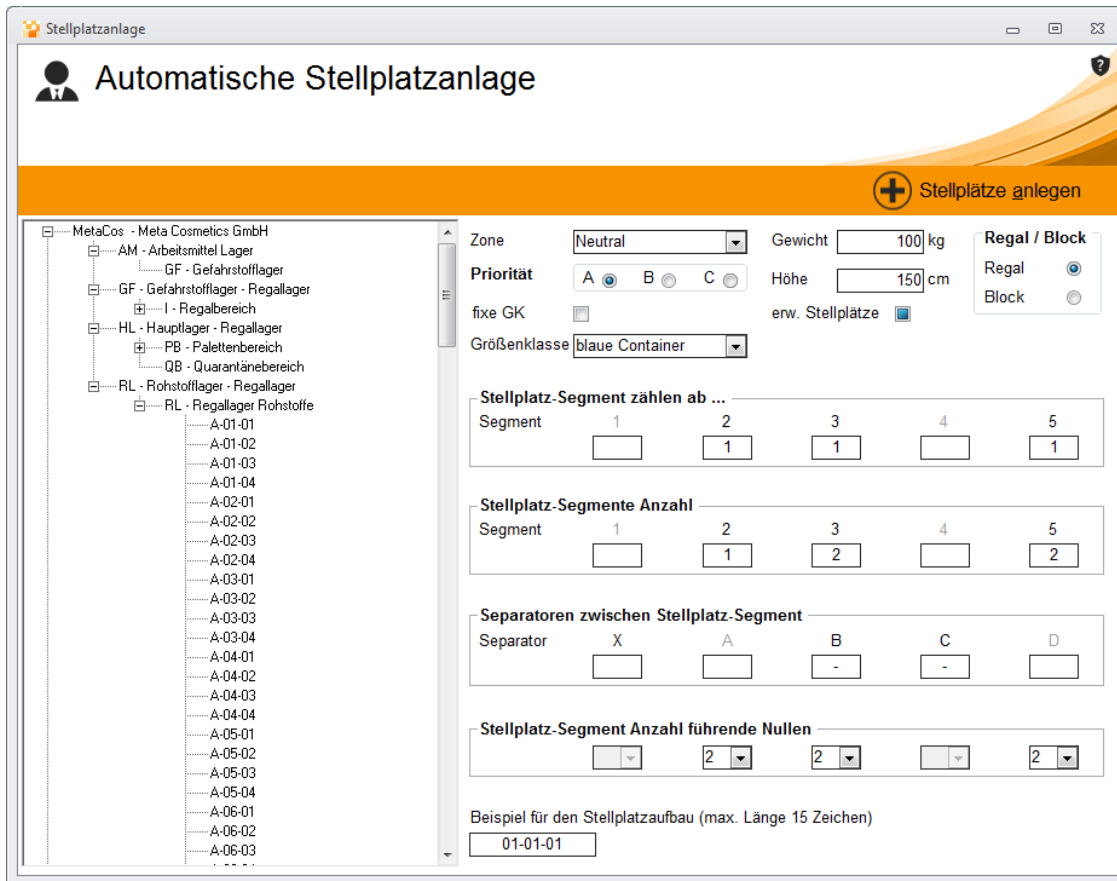 Stellplatzanlage
Automatische Stellplatzanlage
?
Stellplätze anlegen
MetaCos - Meta Cosmetics GmbH
AM - Arbeitsmittel Lager
GF - Gefahrstofflager
GF - Gefahrstofflager - Regallager
I - Regalbereich
HL - Hauptlager - Regallager
PB - Palettenbereich
QB - Quarantänebereich
RL - Rohstofflager - Regallager
RL - Regallager Rohstoffe
A-01-01
A-01-02
A-01-03
A-01-04
A-02-01
A-02-02
A-02-03
A-02-04
A-03-01
A-03-02
A-03-03
A-03-04
A-04-01
A-04-02
A-04-03
A-04-04
A-05-01
A-05-02
A-05-03
A-05-04
A-06-01
A-06-02
A-06-03
Zone Neutral Gewicht 100 kg
Priorität A B C Höhe 150 cm
fixe GK erw. Stellplätze
Größenklasse blaue Container
Regal / Block
Regal
Block
Stellplatz-Segment zählen ab ...
Segment 1 2 3 4 5
1 1 1
Stellplatz-Segmente Anzahl
Segment 1 2 3 4 5
1 2 2
Separatoren zwischen Stellplatz-Segment
Separator X A B C D
- -
Stellplatz-Segment Anzahl führende Nullen
2 2 2
Beispiel für den Stellplatzaufbau (max. Länge 15 Zeichen)
01-01-01